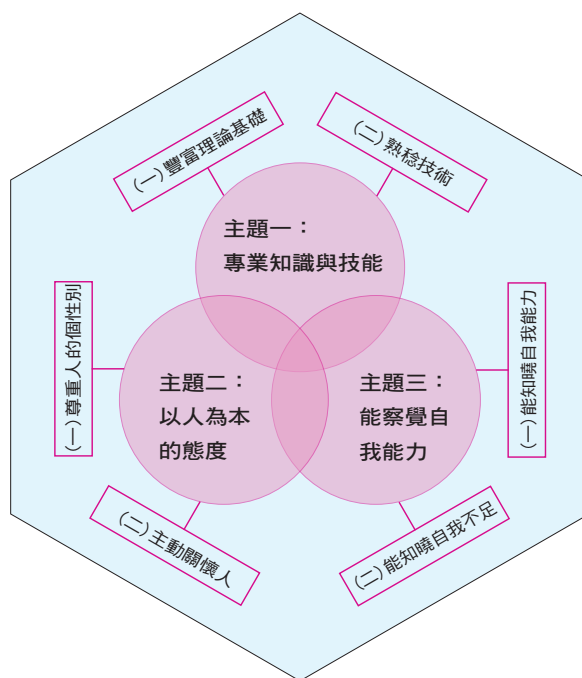 (一)豐富理論基礎
(二)熟稔技術
主題一：
專業知識與技能
(一)尊重人的個性別
主題二：
以人為本
的態度
(二)主動關懷人
主題三：
能察覺自
我能力
(一)能知曉自我能力
(二)能知曉自我不足